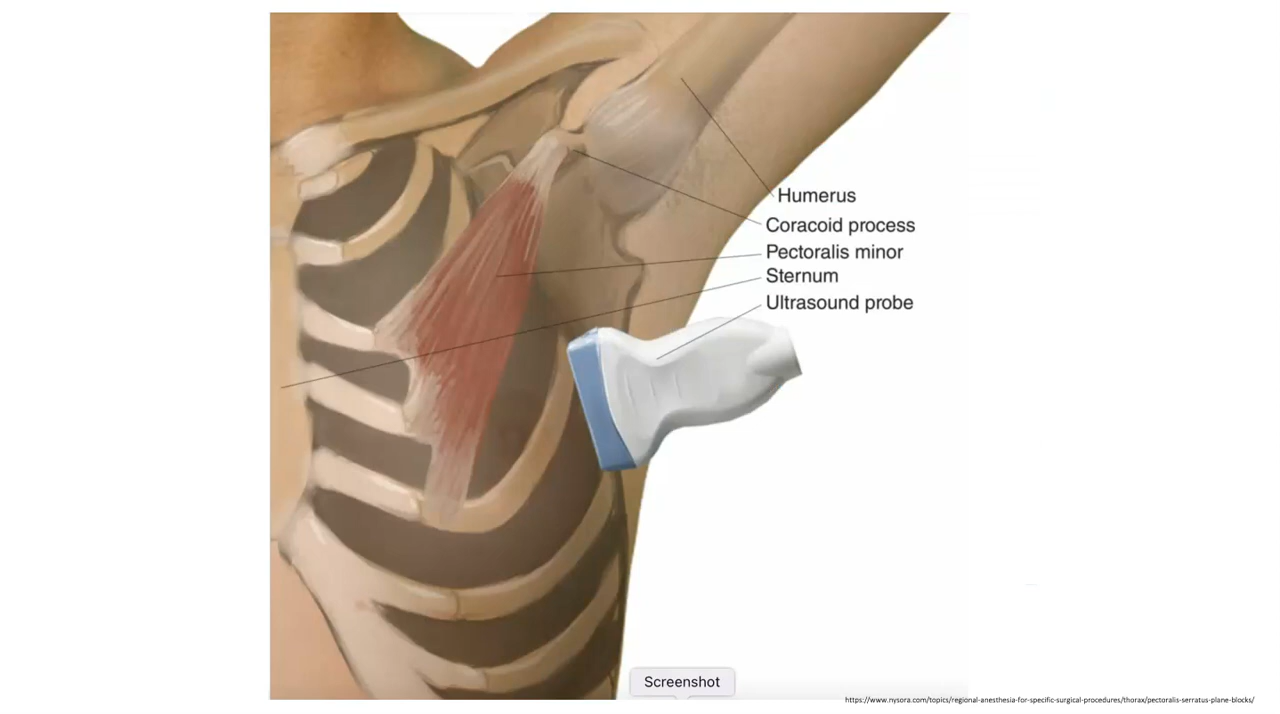 Humerus
Coracoid process
Pectoralis minor
Sternum
Ultrasound probe
Screenshot
https://www.nysora.com/topics/regional-anesthesia-for-specific-surgical-procedures/thorax/pectoralis-serratus-plane-blocks/